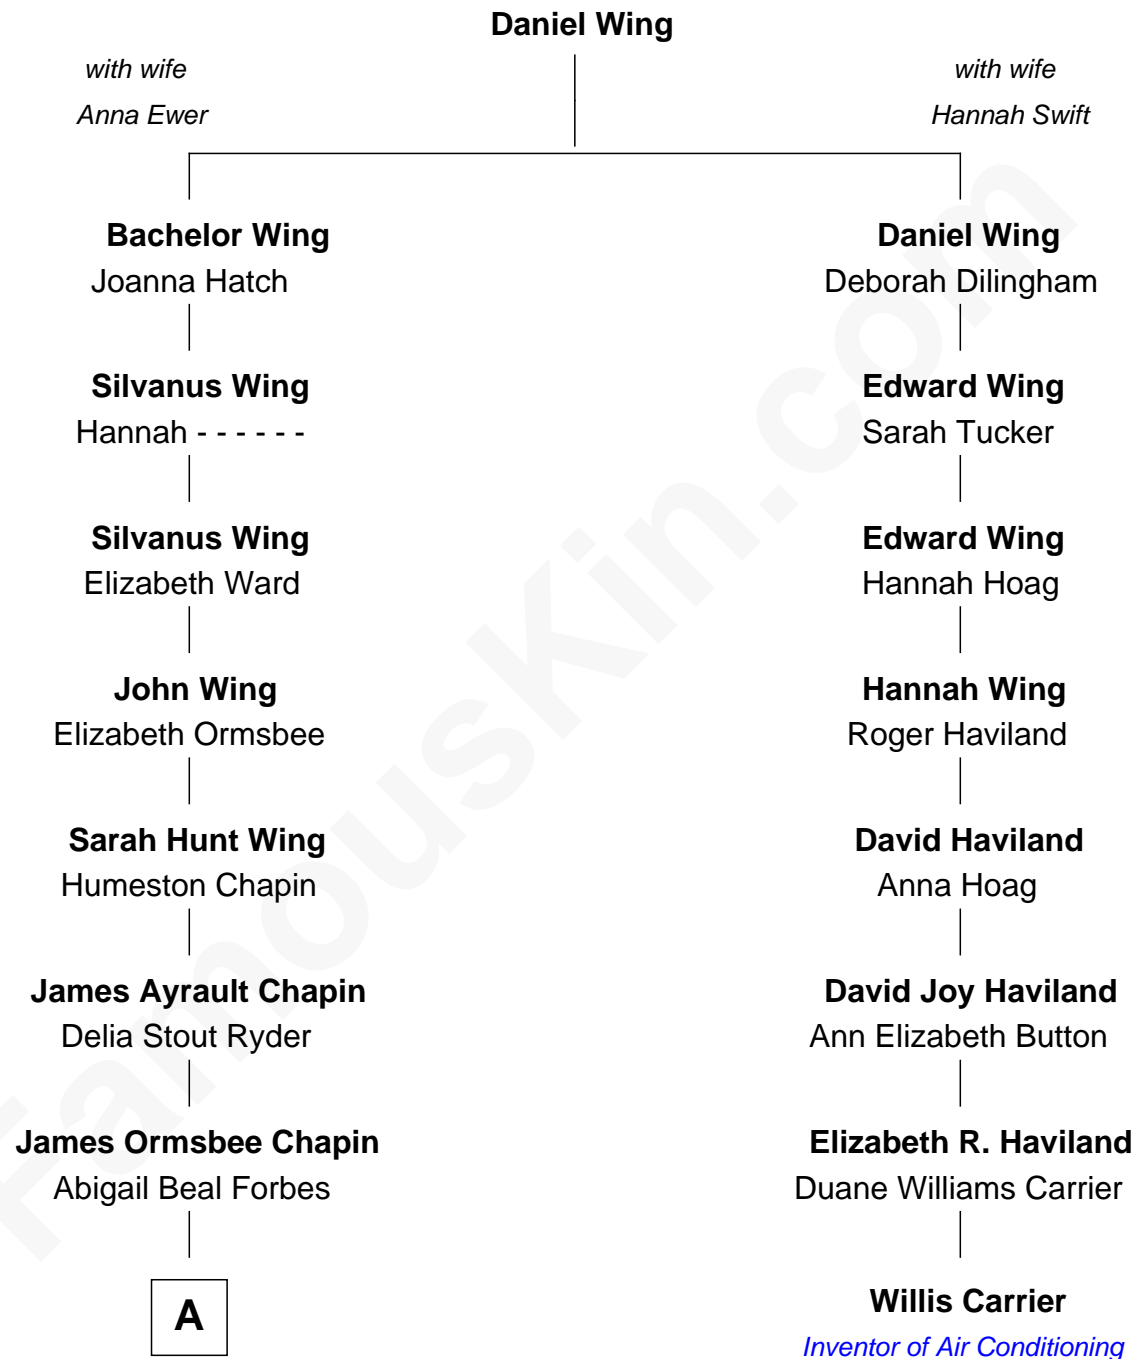 Daniel Wing
with wife
Anna Ewer
with wife
Hannah Swift
Bachelor Wing
Joanna Hatch
Daniel Wing
Deborah Dilingham
Silvanus Wing
Hannah - - - - - -
Edward Wing
Sarah Tucker
Silvanus Wing
Elizabeth Ward
Edward Wing
Hannah Hoag
John Wing
Elizabeth Ormsbee
Hannah Wing
Roger Haviland
Sarah Hunt Wing
Humeston Chapin
David Haviland
Anna Hoag
James Ayrault Chapin
Delia Stout Ryder
David Joy Haviland
Ann Elizabeth Button
James Ormsbee Chapin
Abigail Beal Forbes
Elizabeth R. Haviland
Duane Williams Carrier
A
Willis Carrier
Inventor of Air Conditioning
FamousKin.com